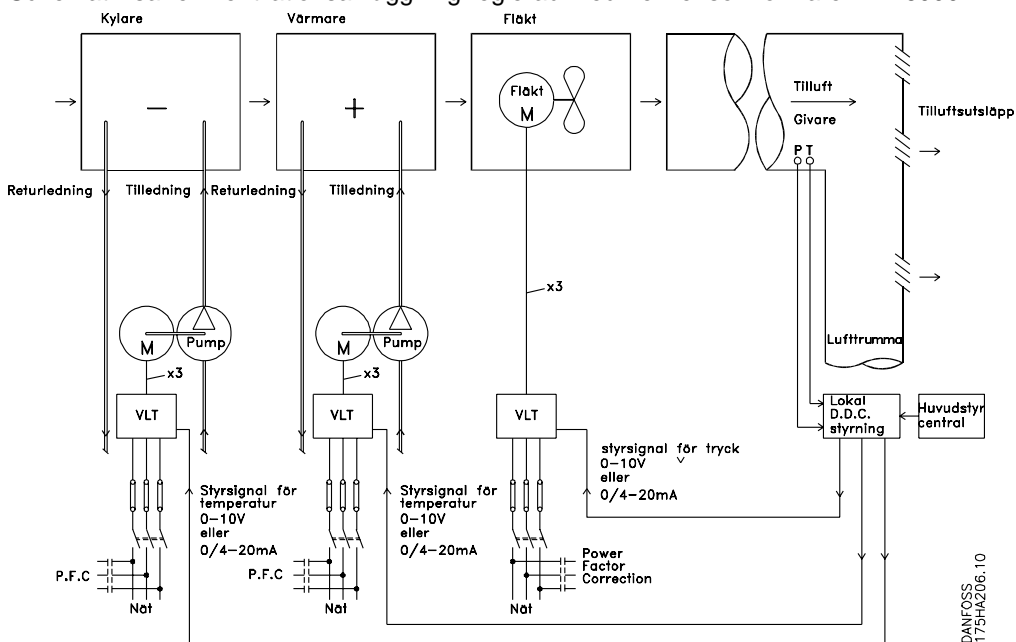 Kylare
Värmare
Fläkt
Fläkt
M
Tilluft
Givare
P T
Tilluftsutsläpp
Returledning
Tilledning
Returledning
Tilledning
x3
M
Pump
M
Pump
Lufttrumma
x3
x3
VLT
VLT
VLT
Lokal
D.D.C.
styrning
Huvudstyr
central
styrsignal för tryck
0-10V
eller
0/4-20mA
Styrsignal för
temperatur
0-10V
eller
0/4-20mA
Styrsignal för
temperatur
0-10V
eller
0/4-20mA
P.F.C
P.F.C
Power
Factor
Correction
Nät
Nät
Nät
DANFOSS
175HA206.10